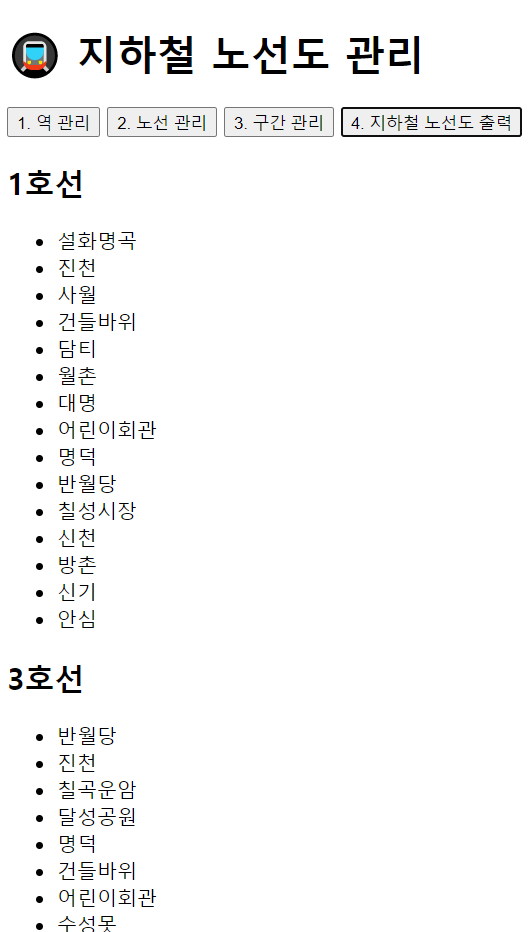 지하철 노선도 관리
1. 역 관리 2. 노선 관리 3. 구간 관리 4. 지하철 노선도 출력
1호선
설화명곡
진천
사월
건들바위
담티
월촌
대명
어린이회관
명덕
반월당
칠성시장
신천
방촌
신기
안심
3호선
반월당
진천
칠곡운암
달성공원
명덕
건들바위
어린이회관
수성못